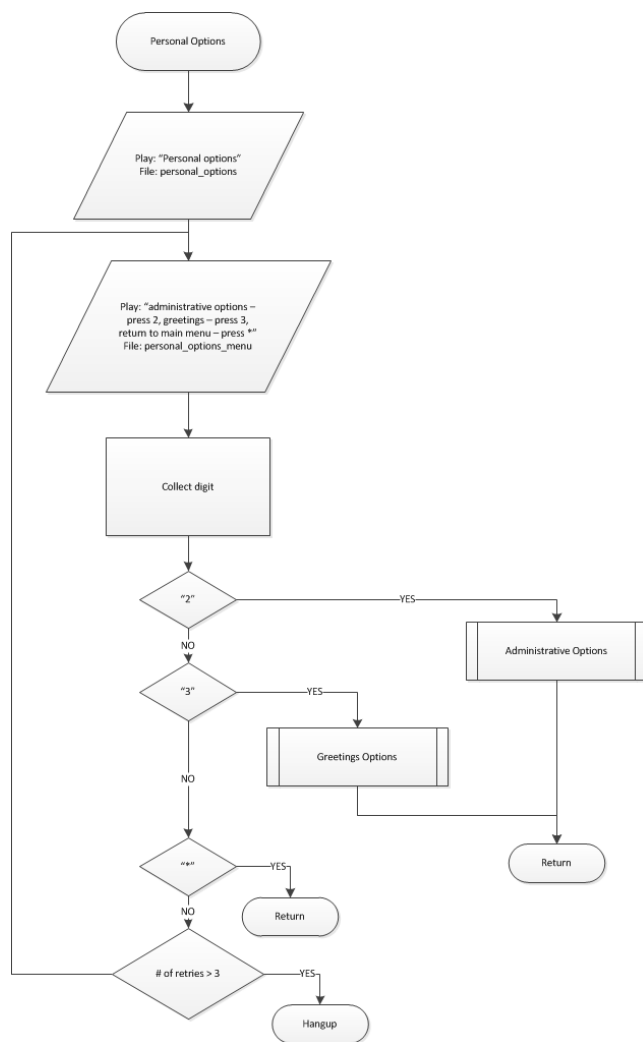 Personal Options
Play: “Personal options”
File: personal_options
Play: “administrative options –
press 2, greetings – press 3,
return to main menu – press *”
File: personal_options_menu
Collect digit
“2”
YES
Administrative Options
NO
“3”
YES
Greetings Options
NO
“*”
YES
Return
Return
NO
# of retries > 3
YES
Hangup